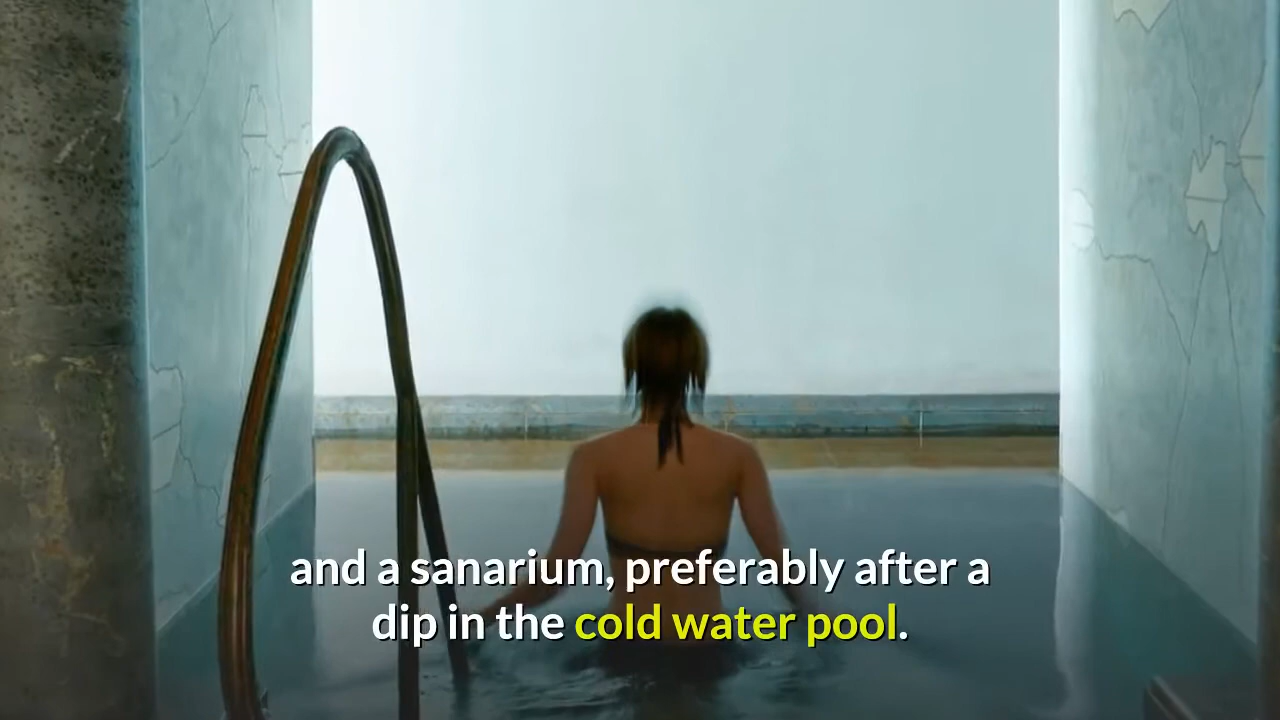 and a sanarium, preferably after a
dip in the cold water pool.